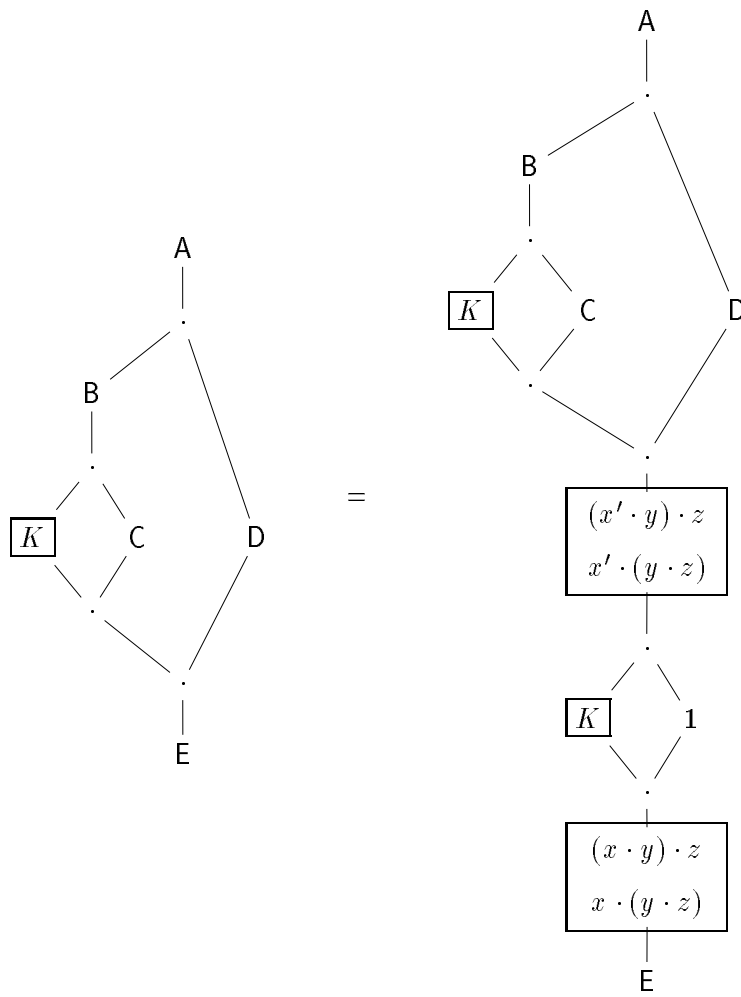 A
·
B
·
K C D
·
·
E
=
A
·
B
·
K C D
·
·
(x′ · y) · z
x′ · (y · z)
·
K 1
·
(x · y) · z
x · (y · z)
E